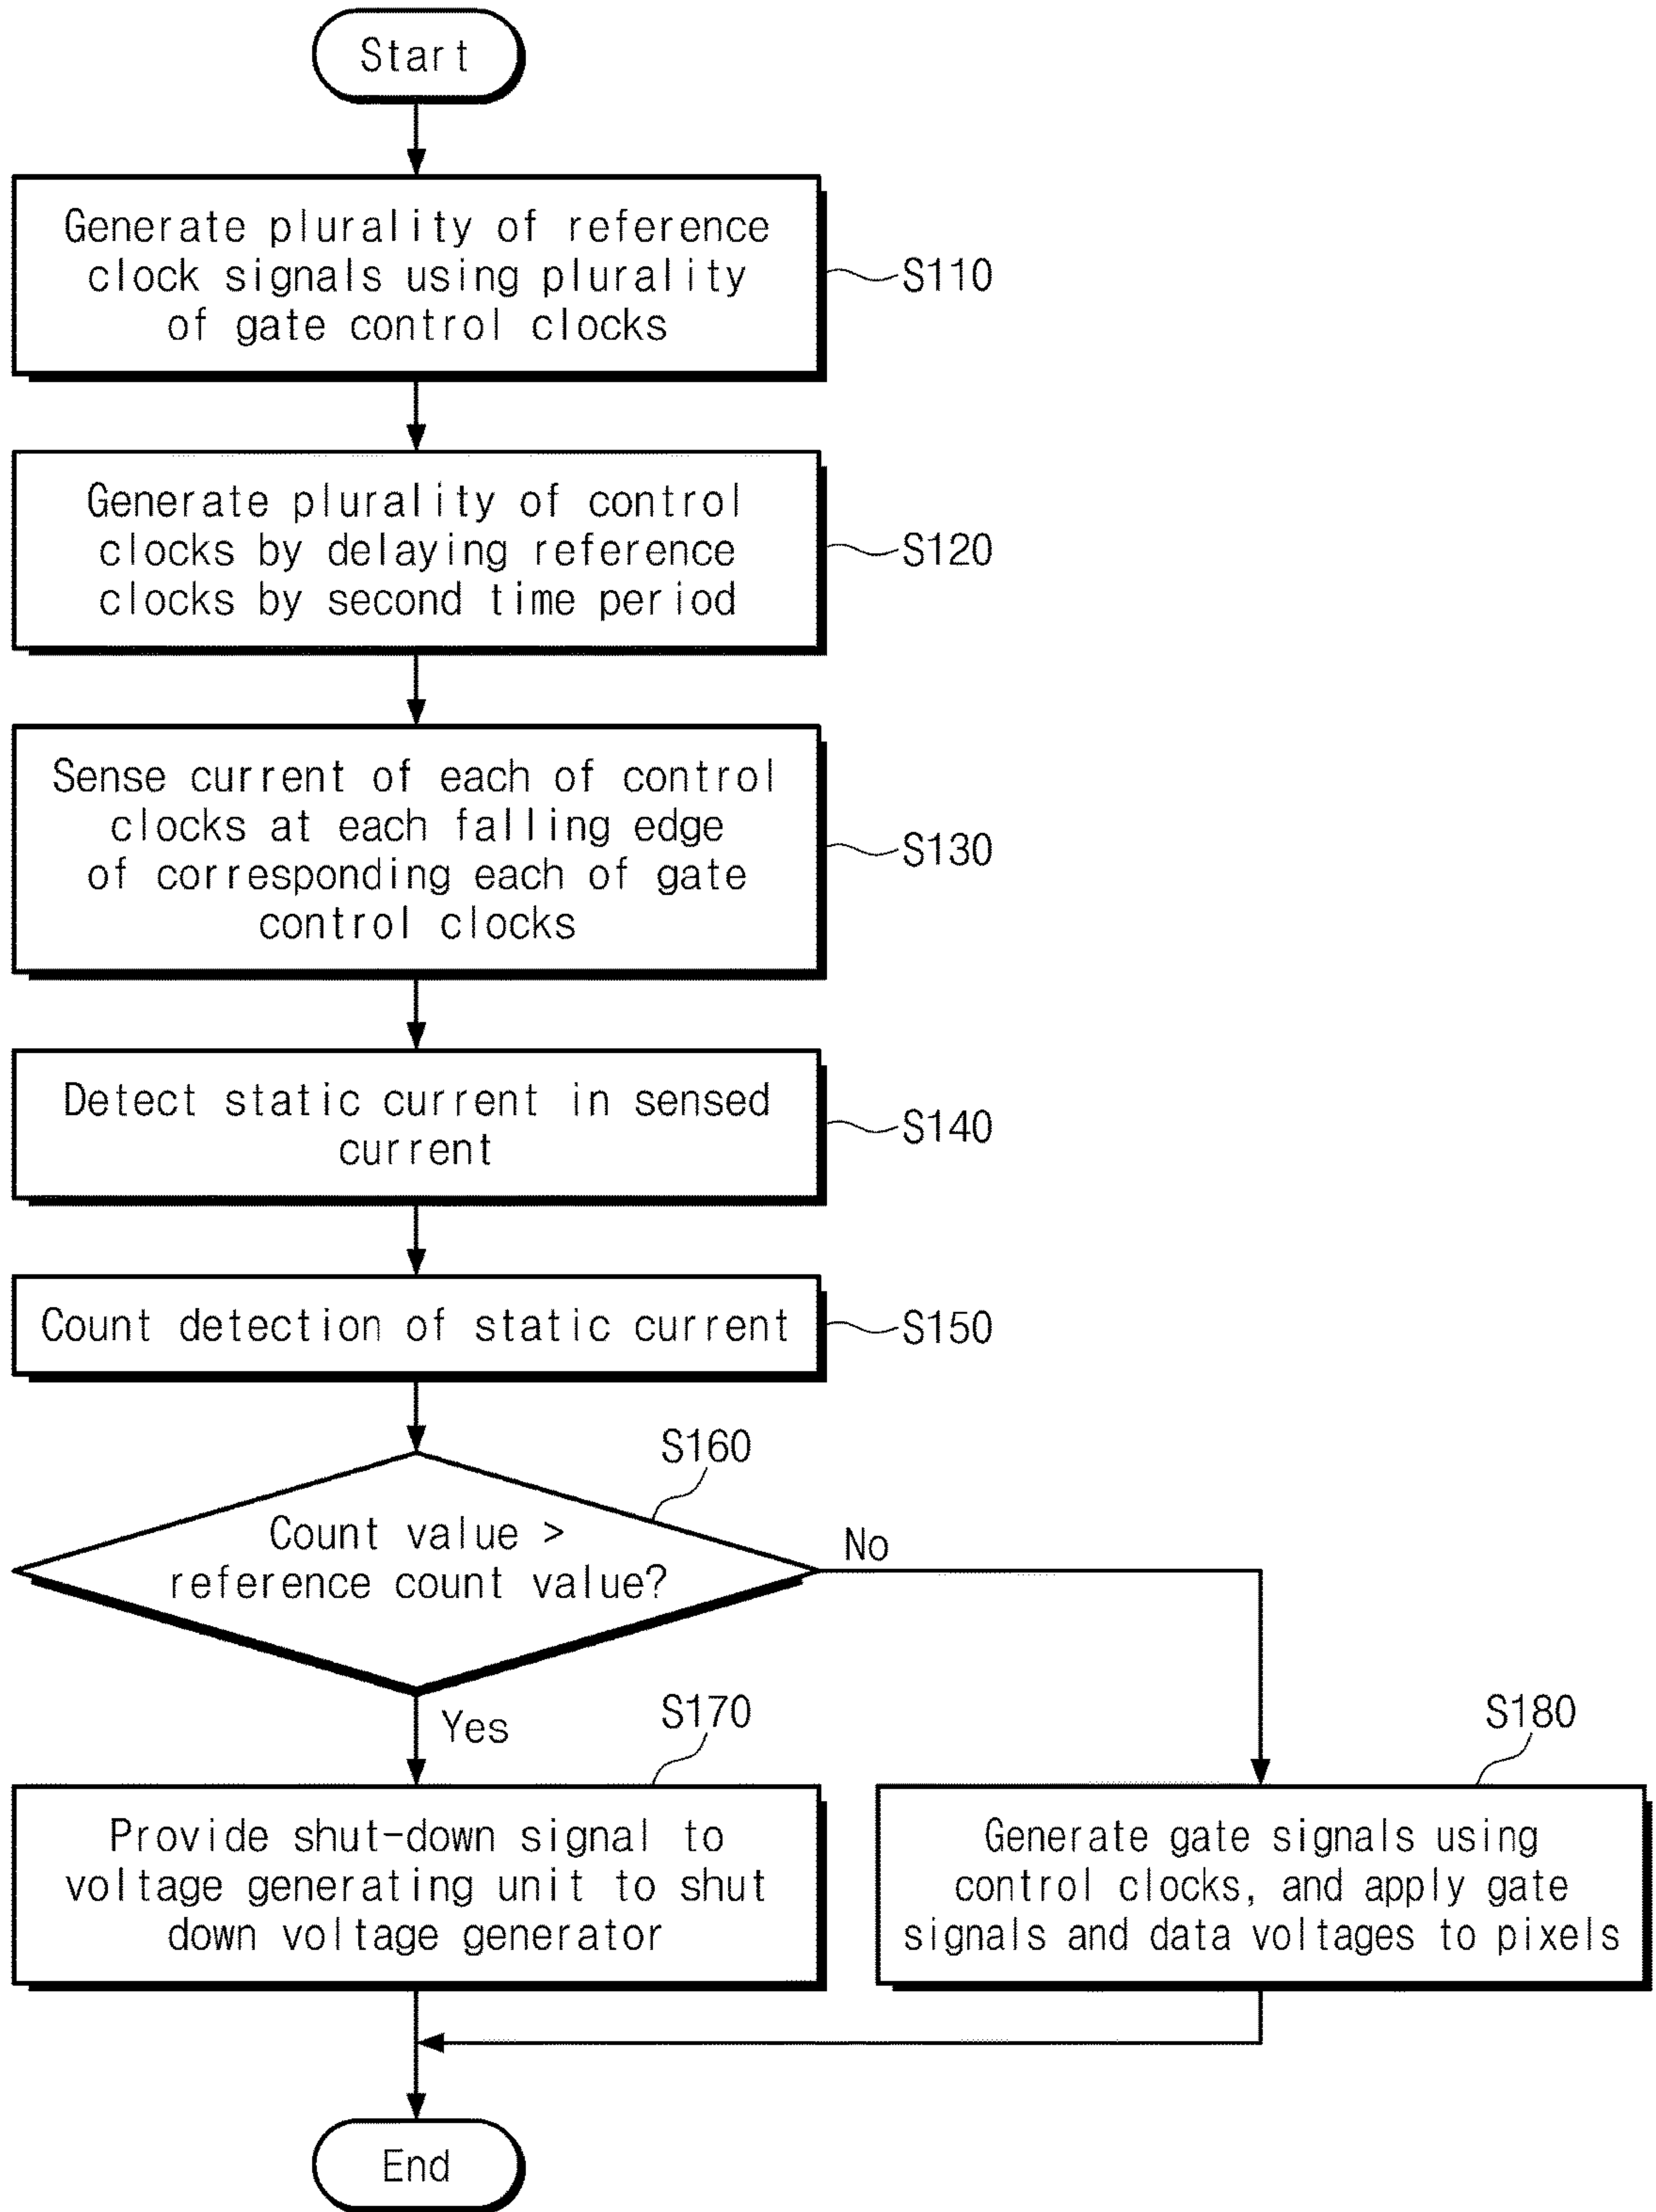 Start
Generate plurality of reference
clock signals using plurality
of gate control clocks
S110
Generate plurality of control
clocks by delaying reference
clocks by second time period
S120
Sense current of each of control
clocks at each falling edge
of corresponding each of gate
control clocks
S130
Detect static current in sensed
current
S140
Count detection of static current
S150
S160
Count value >
reference count value?
No
Yes
S170
Provide shut-down signal to
voltage generating unit to shut
down voltage generator
S180
Generate gate signals using
control clocks, and apply gate
signals and data voltages to pixels
End